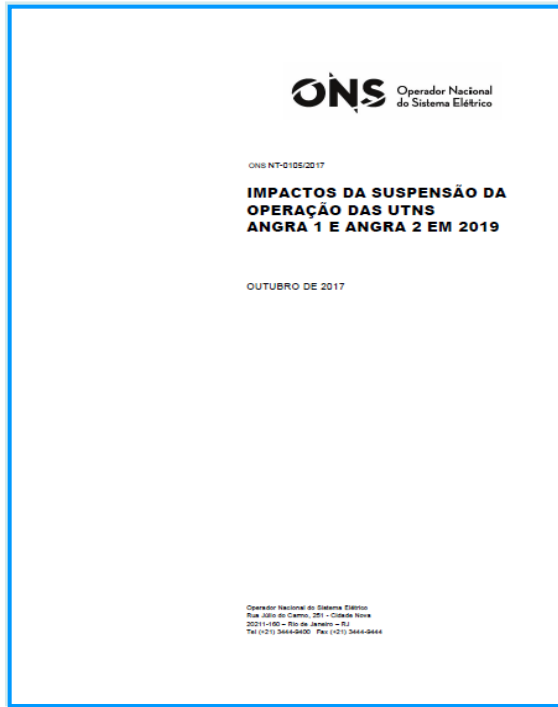 ONS Operador Nacional
do Sistema Elétrico
ONS NT-0105/2017
IMPACTOS DA SUSPENSÃO DA
OPERAÇÃO DAS UTNS
ANGRA 1 E ANGRA 2 EM 2019
OUTUBRO DE 2017
Operador Nacional do Sistema Elétrico
Rua Júlio do Carmo, 251 - Cidade Nova
20211-160 – Rio de Janeiro – RJ
Tel (+21) 3444-9400 Fax (+21) 3444-9444